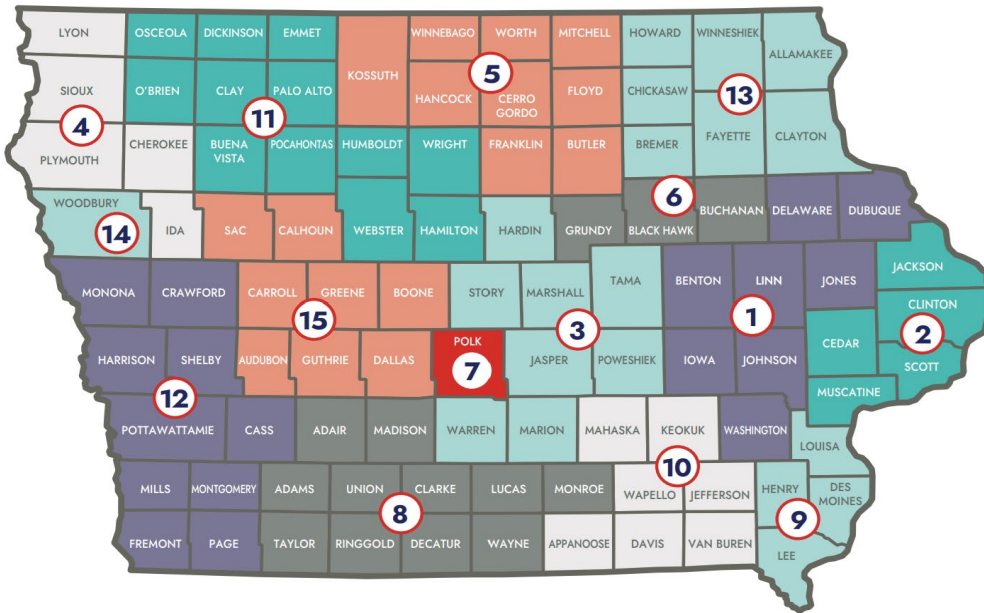 LYON
OSCEOLA
DICKINSON
EMMET
KOSSUTH
WINNEBAGO
WORTH
MITCHELL
HOWARD
WINNESHIEK
ALLAMAKEE
SIOUX
4
PLYMOUTH
O'BRIEN
CLAY
PALO ALTO
11
5
HANCOCK
CERRO
GORDO
FLOYD
CHICKASAW
13
FAYETTE
CLAYTON
CHEROKEE
BUENA
VISTA
POCAHONTAS
HUMBOLDT
WRIGHT
FRANKLIN
BUTLER
BREMER
WOODBURY
14
IDA
SAC
CALHOUN
WEBSTER
HAMILTON
HARDIN
GRUNDY
6
BLACK HAWK
BUCHANAN
DELAWARE
DUBUQUE
MONONA
CRAWFORD
CARROLL
GREENE
BOONE
15
STORY
MARSHALL
TAMA
3
BENTON
LINN
JONES
1
JACKSON
CLINTON
2
SCOTT
CEDAR
MUSCATINE
HARRISON
SHELBY
12
AUDUBON
GUTHRIE
DALLAS
POLK
7
JASPER
POWESHIEK
IOWA
JOHNSON
POTTAWATTAMIE
CASS
ADAIR
MADISON
WARREN
MARION
MAHASKA
KEOKUK
10
WASHINGTON
LOUISA
MILLS
MONTGOMERY
ADAMS
UNION
CLARKE
8
LUCAS
MONROE
WAPELLO
JEFFERSON
HENRY
DES
MOINES
9
LEE
FREMONT
PAGE
TAYLOR
RINGGOLD
DECATUR
WAYNE
APPANOOSE
DAVIS
VAN BUREN